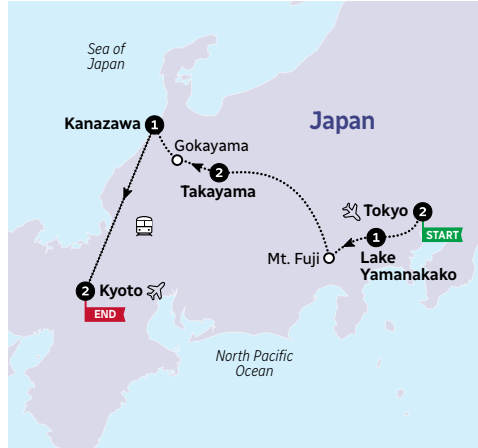 Sea of
Japan
Kanazawa 1
Gokayama
Japan
2
Takayama
Tokyo 2
START
Mt. Fuji
1
Lake
Yamanakako
2 Kyoto
END
North Pacific
Ocean